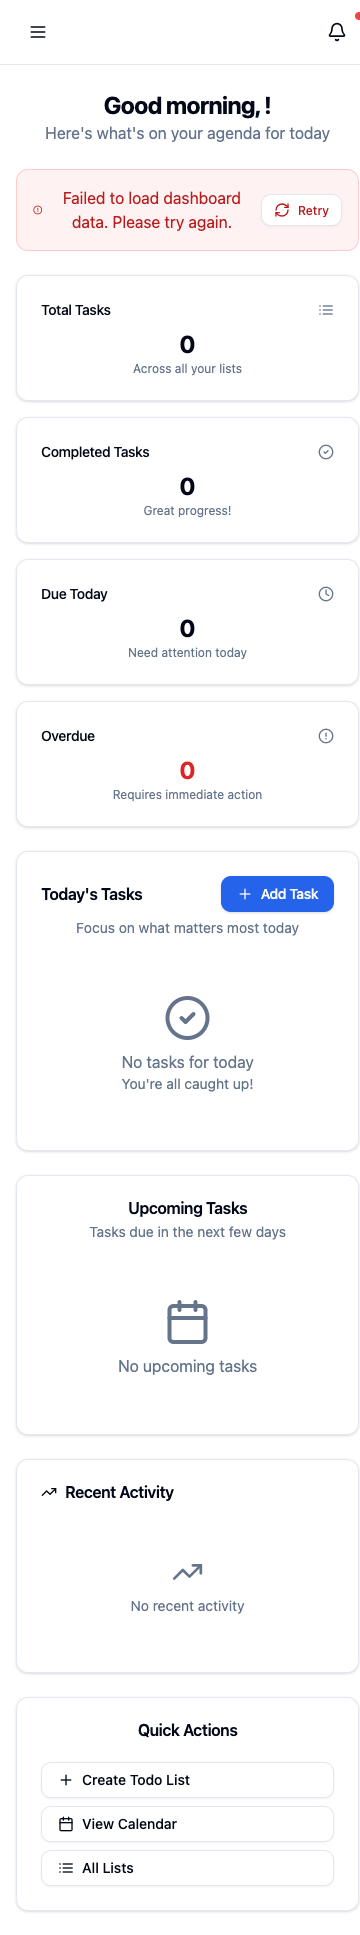 Good morning, !
Here's what's on your agenda for today
Failed to load dashboard
data. Please try again.
Retry
Total Tasks
0
Across all your lists
Completed Tasks
0
Great progress!
Due Today
0
Need attention today
Overdue
0
Requires immediate action
Today's Tasks
Add Task
Focus on what matters most today
No tasks for today
You're all caught up!
Upcoming Tasks
Tasks due in the next few days
No upcoming tasks
Recent Activity
No recent activity
Quick Actions
Create Todo List
View Calendar
All Lists